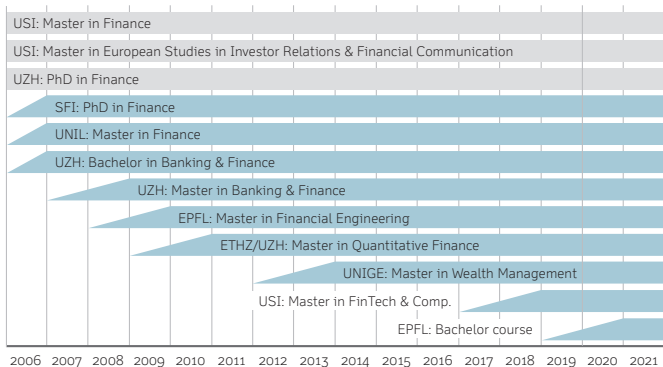 USI: Master in Finance
USI: Master in European Studies in Investor Relations & Financial Communication
UZH: PhD in Finance
SFI: PhD in Finance
UNIL: Master in Finance
UZH: Bachelor in Banking & Finance
UZH: Master in Banking & Finance
EPFL: Master in Financial Engineering
ETHZ/UZH: Master in Quantitative Finance
UNIGE: Master in Wealth Management
USI: Master in FinTech & Comp.
EPFL: Bachelor course
2006 2007 2008 2009 2010 2011 2012 2013 2014 2015 2016 2017 2018 2019 2020 2021